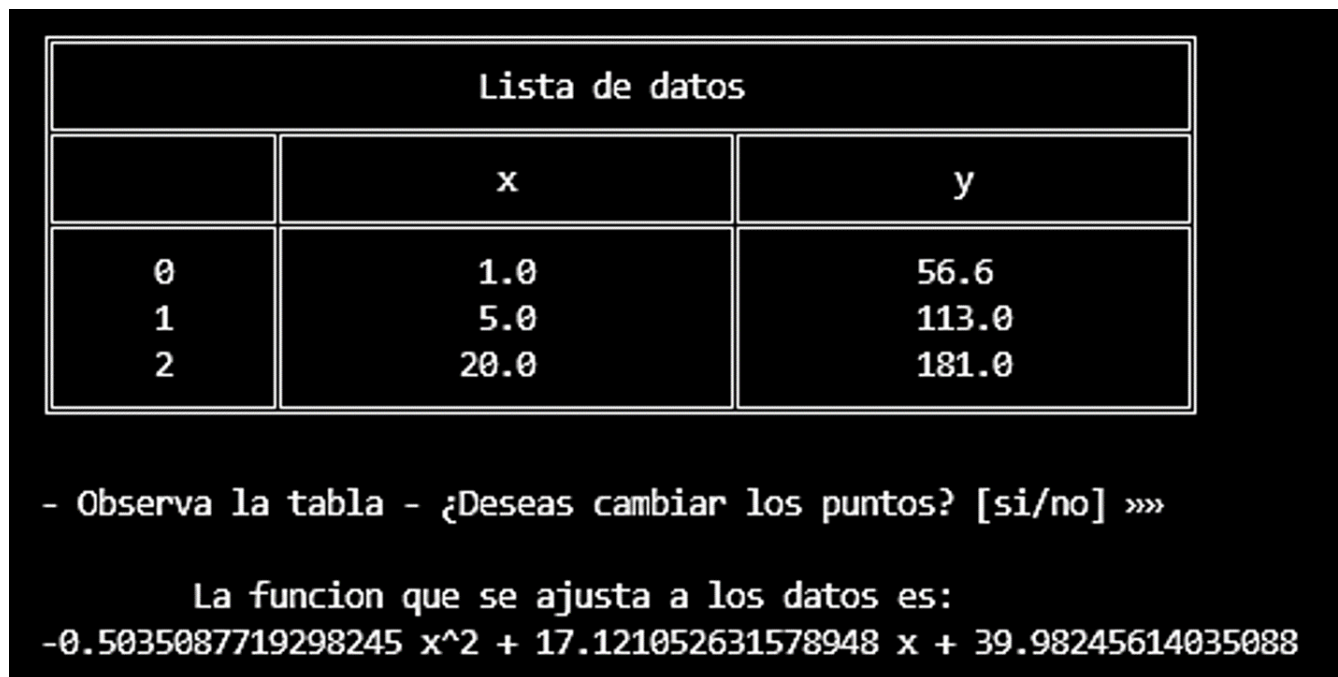 Lista de datos
x y
0 1.0 56.6
1 5.0 113.0
2 20.0 181.0
- Observa la tabla - ¿Deseas cambiar los puntos? [si/no] »»»
La funcion que se ajusta a los datos es:
-0.5035087719298245 x^2 + 17.121052631578948 x + 39.98245614035088